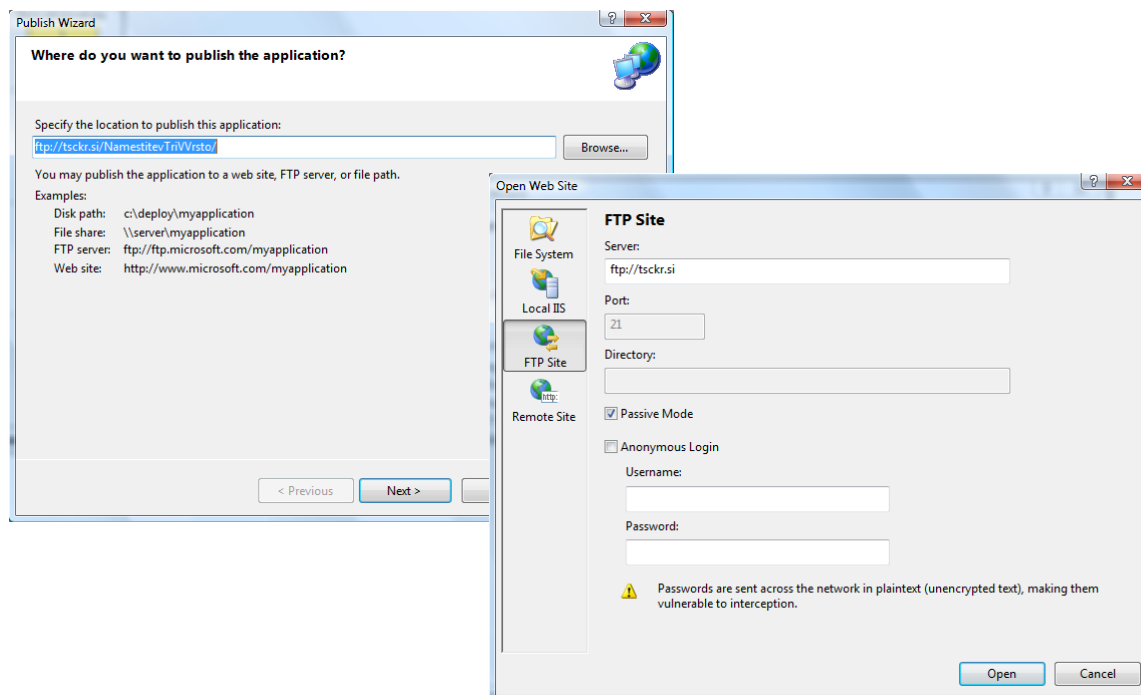 Publish Wizard
Where do you want to publish the application?
Specify the location to publish this application:
ftp://tsckr.si/NamestitevTriVVrsto/
Browse...
You may publish the application to a web site, FTP server, or file path.
Examples:
Disk path: c:\deploy\myapplication
File share: \\server\myapplication
FTP server: ftp://ftp.microsoft.com/myapplication
Web site: http://www.microsoft.com/myapplication
< Previous
Next >
Open Web Site
File System
Local IIS
FTP Site
http:
Remote Site
FTP Site
Server:
ftp://tsckr.si
Port:
21
Directory:
Passive Mode
Anonymous Login
Username:
Password:
Passwords are sent across the network in plaintext (unencrypted text), making them
vulnerable to interception.
Open
Cancel